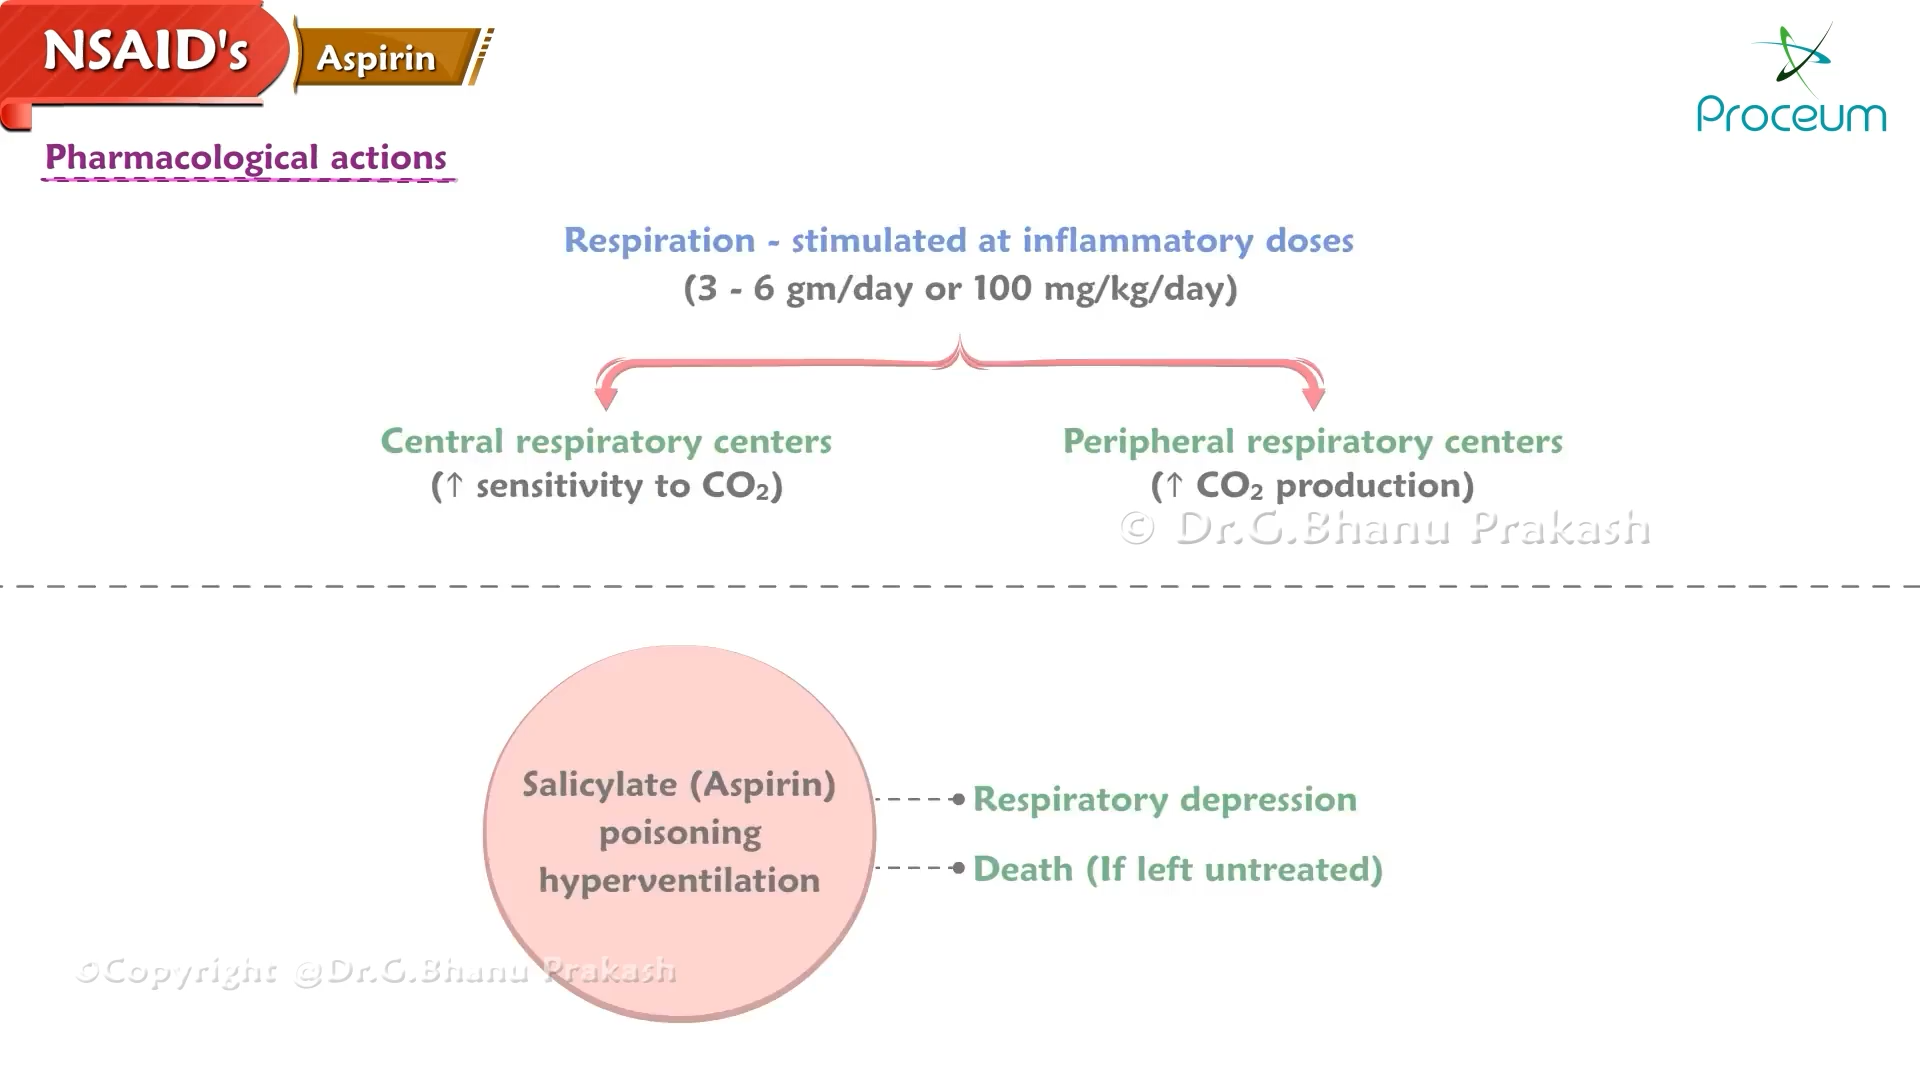 NSAID's
Aspirin
Proceum
Pharmacological actions
Respiration - stimulated at inflammatory doses
(3 - 6 gm/day or 100 mg/kg/day)
Central respiratory centers
(↑ sensitivity to CO₂)
Peripheral respiratory centers
(↑ CO₂ production)
© Dr.G.Bhanu Prakash
Salicylate (Aspirin)
poisoning
hyperventilation
Respiratory depression
Death (If left untreated)
©Copyright @Dr.G.Bhanu Prakash